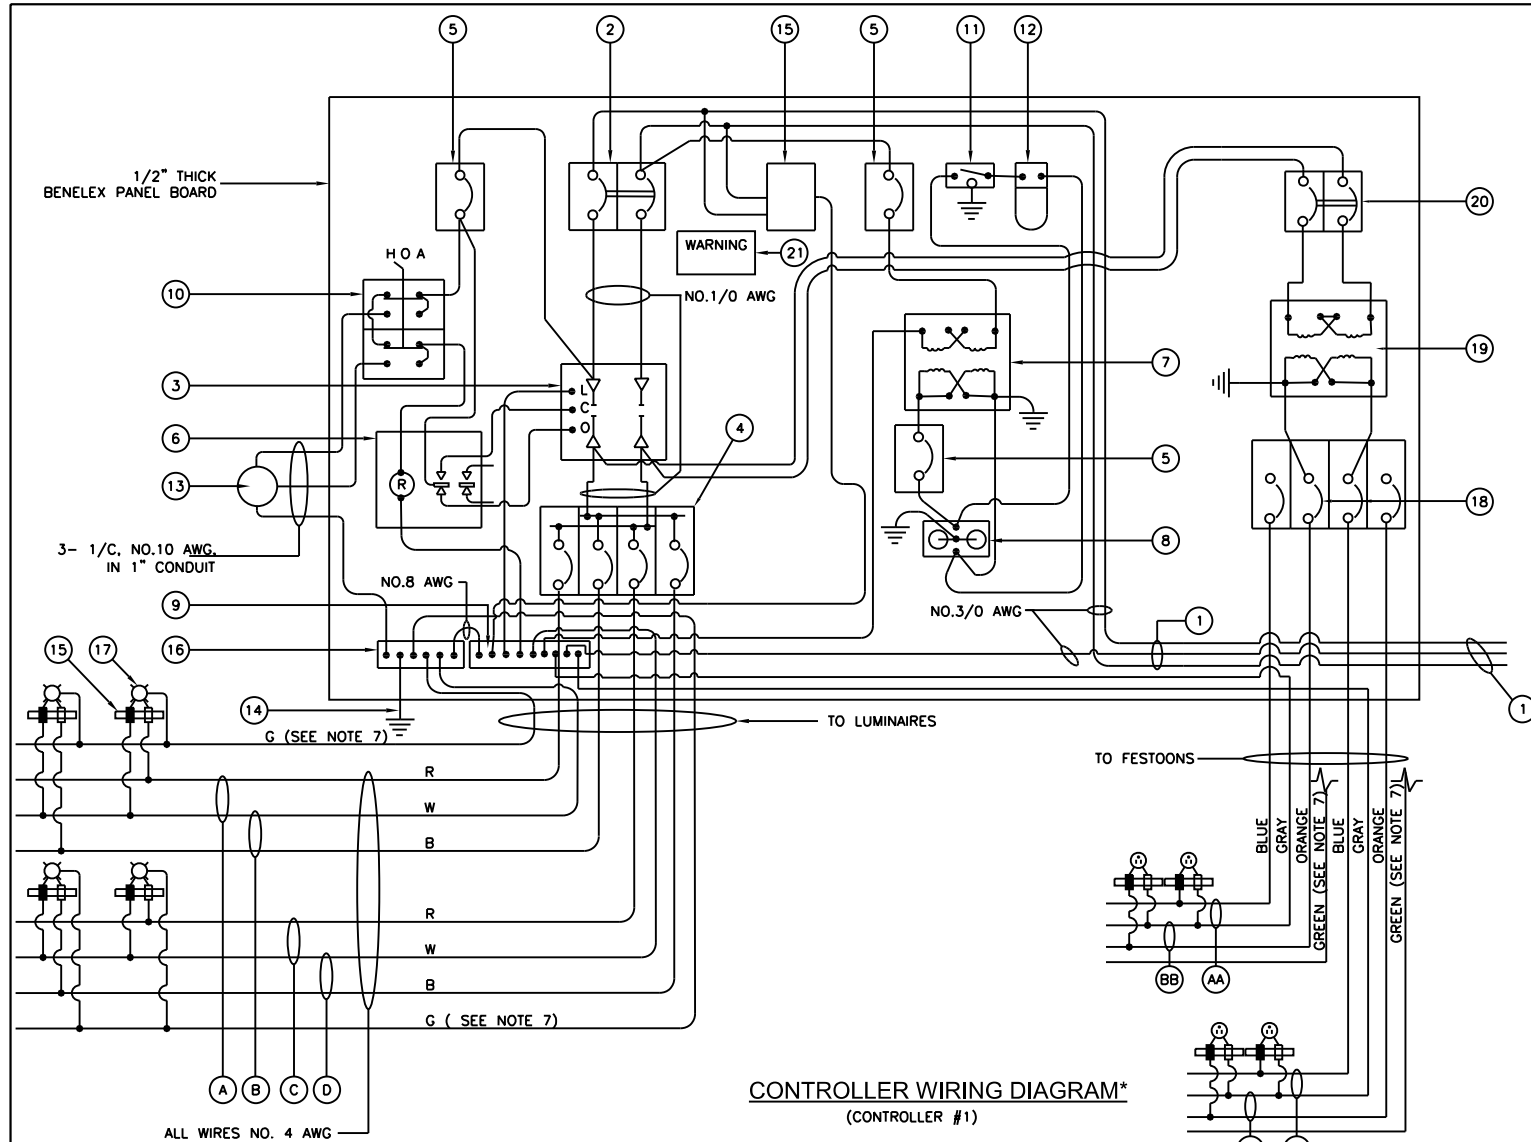 5
2
15
5
11
12
1/2" THICK
BENELEX PANEL BOARD
20
WARNING
21
H O A
10
NO.1/0 AWG
19
7
3
L
C
O
4
6
5
R
13
18
3- 1/C, NO.10 AWG,
IN 1" CONDUIT
8
NO.8 AWG
9
NO.3/0 AWG
1
16
15
17
14
1
TO LUMINAIRES
G (SEE NOTE 7)
TO FESTOONS
R
W
B
BLUE
GRAY
ORANGE
GREEN (SEE NOTE 7)
BLUE
GRAY
ORANGE
GREEN (SEE NOTE 7)
R
W
B
G ( SEE NOTE 7)
BB
AA
A
B
C
D
CONTROLLER WIRING DIAGRAM*
(CONTROLLER #1)
ALL WIRES NO. 4 AWG